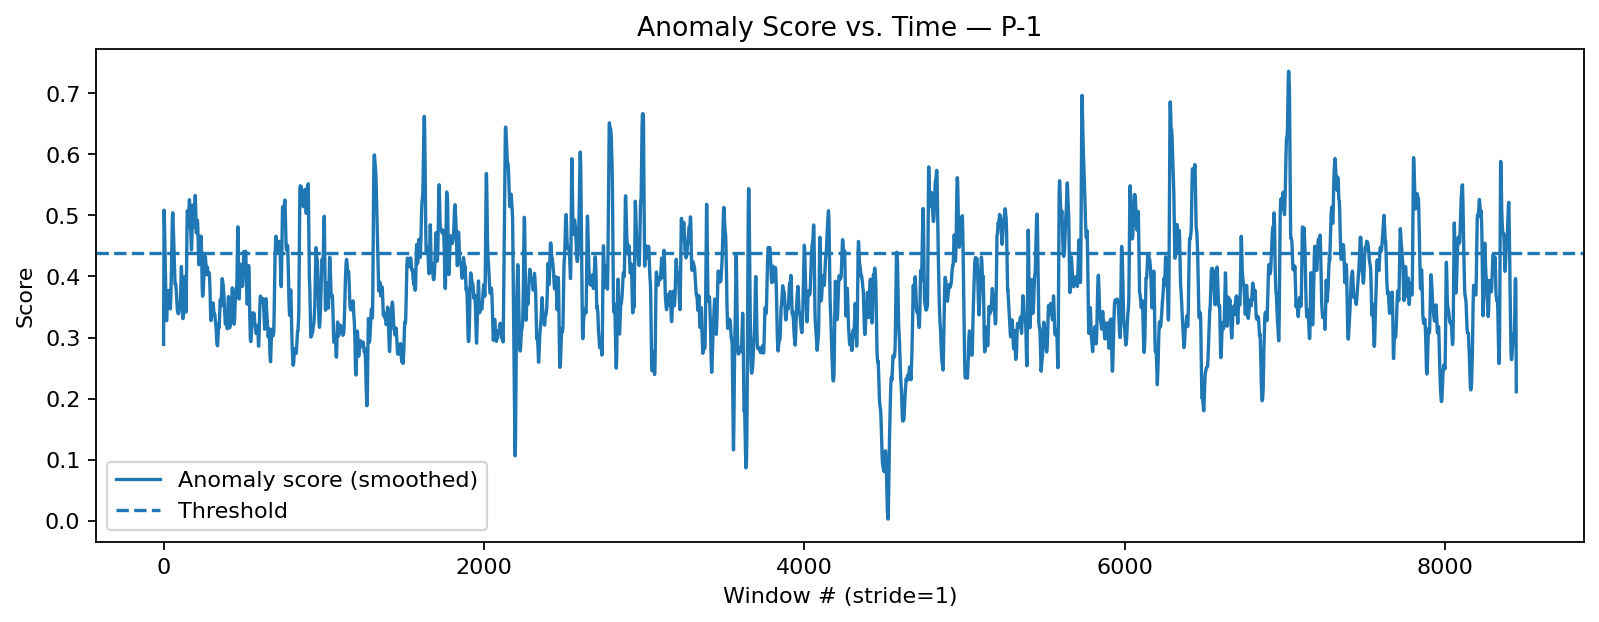 Anomaly Score vs. Time — P-1
Score
0.7
0.6
0.5
0.4
0.3
0.2
0.1
0.0
Anomaly score (smoothed)
Threshold
0
2000
4000
6000
8000
Window # (stride=1)